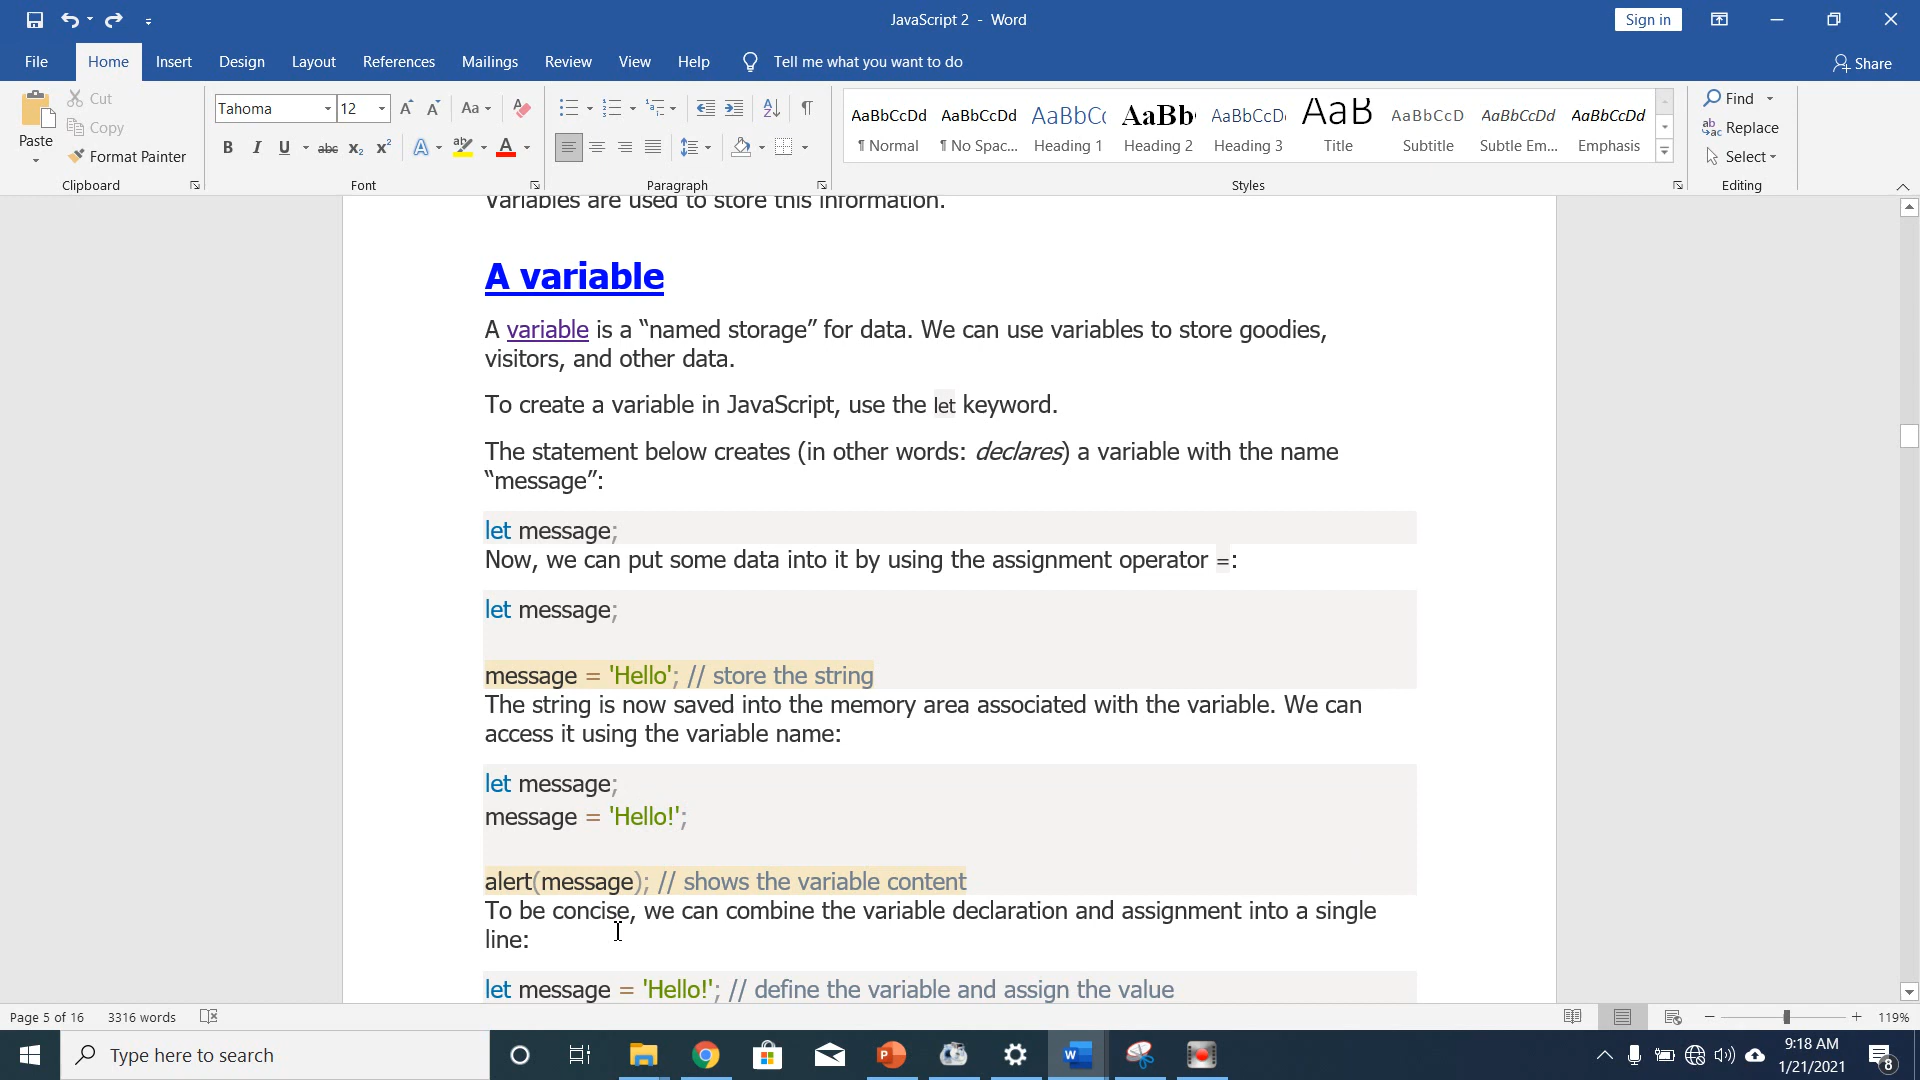 JavaScript 2 - Word
Sign in
File Home Insert Design Layout References Mailings Review View Help Tell me what you want to do Share
Paste
Cut
Copy
Format Painter
Clipboard
Tahoma 12 Aa
B I U abc x₂ x² A ab A
Font
Paragraph
AaBbCcDd AaBbCcDd AaBbCc AaBb AaBbCcD AaB AaBbCcD AaBbCcDd AaBbCcDd
¶ Normal ¶ No Spac... Heading 1 Heading 2 Heading 3 Title Subtitle Subtle Em... Emphasis
Styles
Find
Replace
Select
Editing
Variables are used to store this information.
A variable
A variable is a “named storage” for data. We can use variables to store goodies,
visitors, and other data.
To create a variable in JavaScript, use the let keyword.
The statement below creates (in other words: declares) a variable with the name
“message”:
let message;
Now, we can put some data into it by using the assignment operator =:
let message;
message = 'Hello'; // store the string
The string is now saved into the memory area associated with the variable. We can
access it using the variable name:
let message;
message = 'Hello!';
alert(message); // shows the variable content
To be concise, we can combine the variable declaration and assignment into a single
line:
let message = 'Hello!'; // define the variable and assign the value
Page 5 of 16 3316 words 119%
Type here to search
9:18 AM
1/21/2021
8